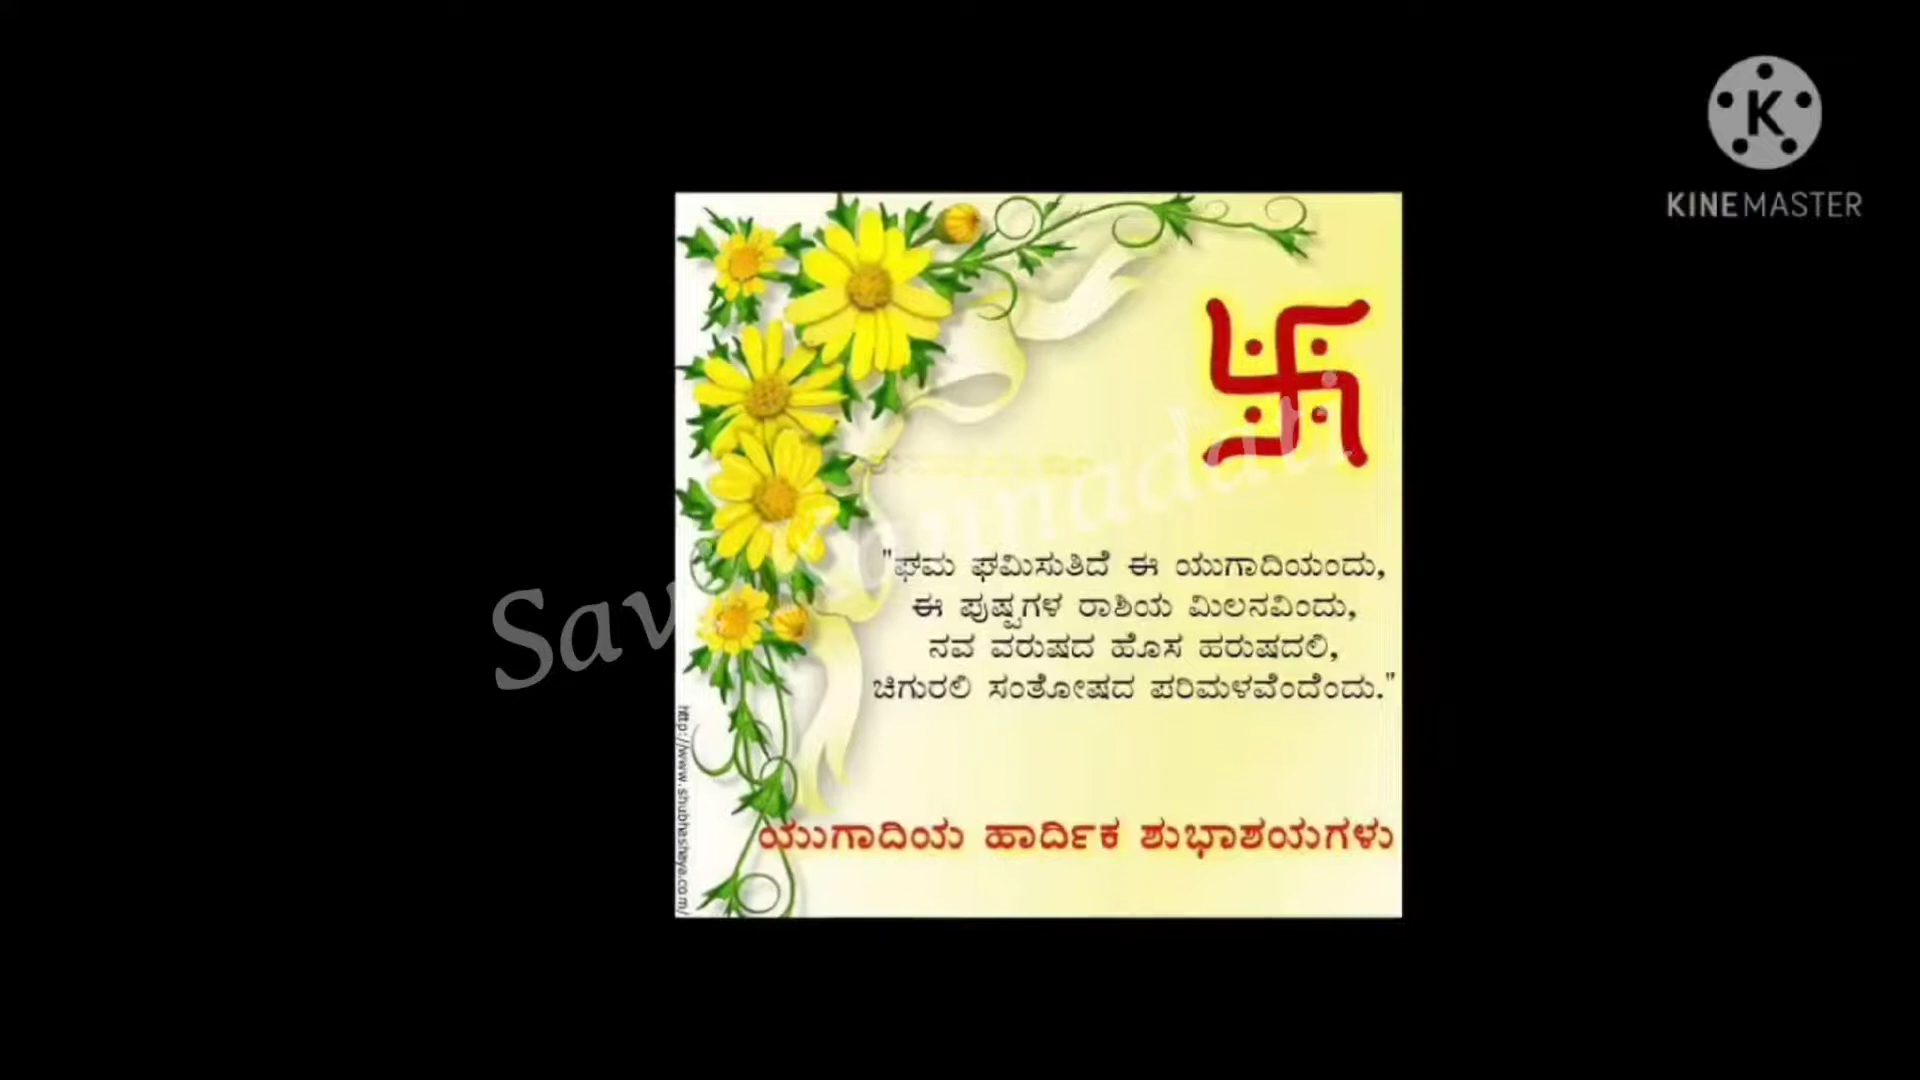 K
KINEMASTER
"ಘಮ ಘಮಿಸುತಿದೆ ಈ ಯುಗಾದಿಯಂದು,
ಈ ಪುಷ್ಪಗಳ ರಾಶಿಯ ಮಿಲನವಿಂದು,
ನವ ವರುಷದ ಹೊಸ ಹರುಷದಲಿ,
ಚಿಗುರಲಿ ಸಂತೋಷದ ಪರಿಮಳವೆಂದೆಂದು."
ಯುಗಾದಿಯ ಹಾರ್ದಿಕ ಶುಭಾಶಯಗಳು
http://www.shubhashaya.com/